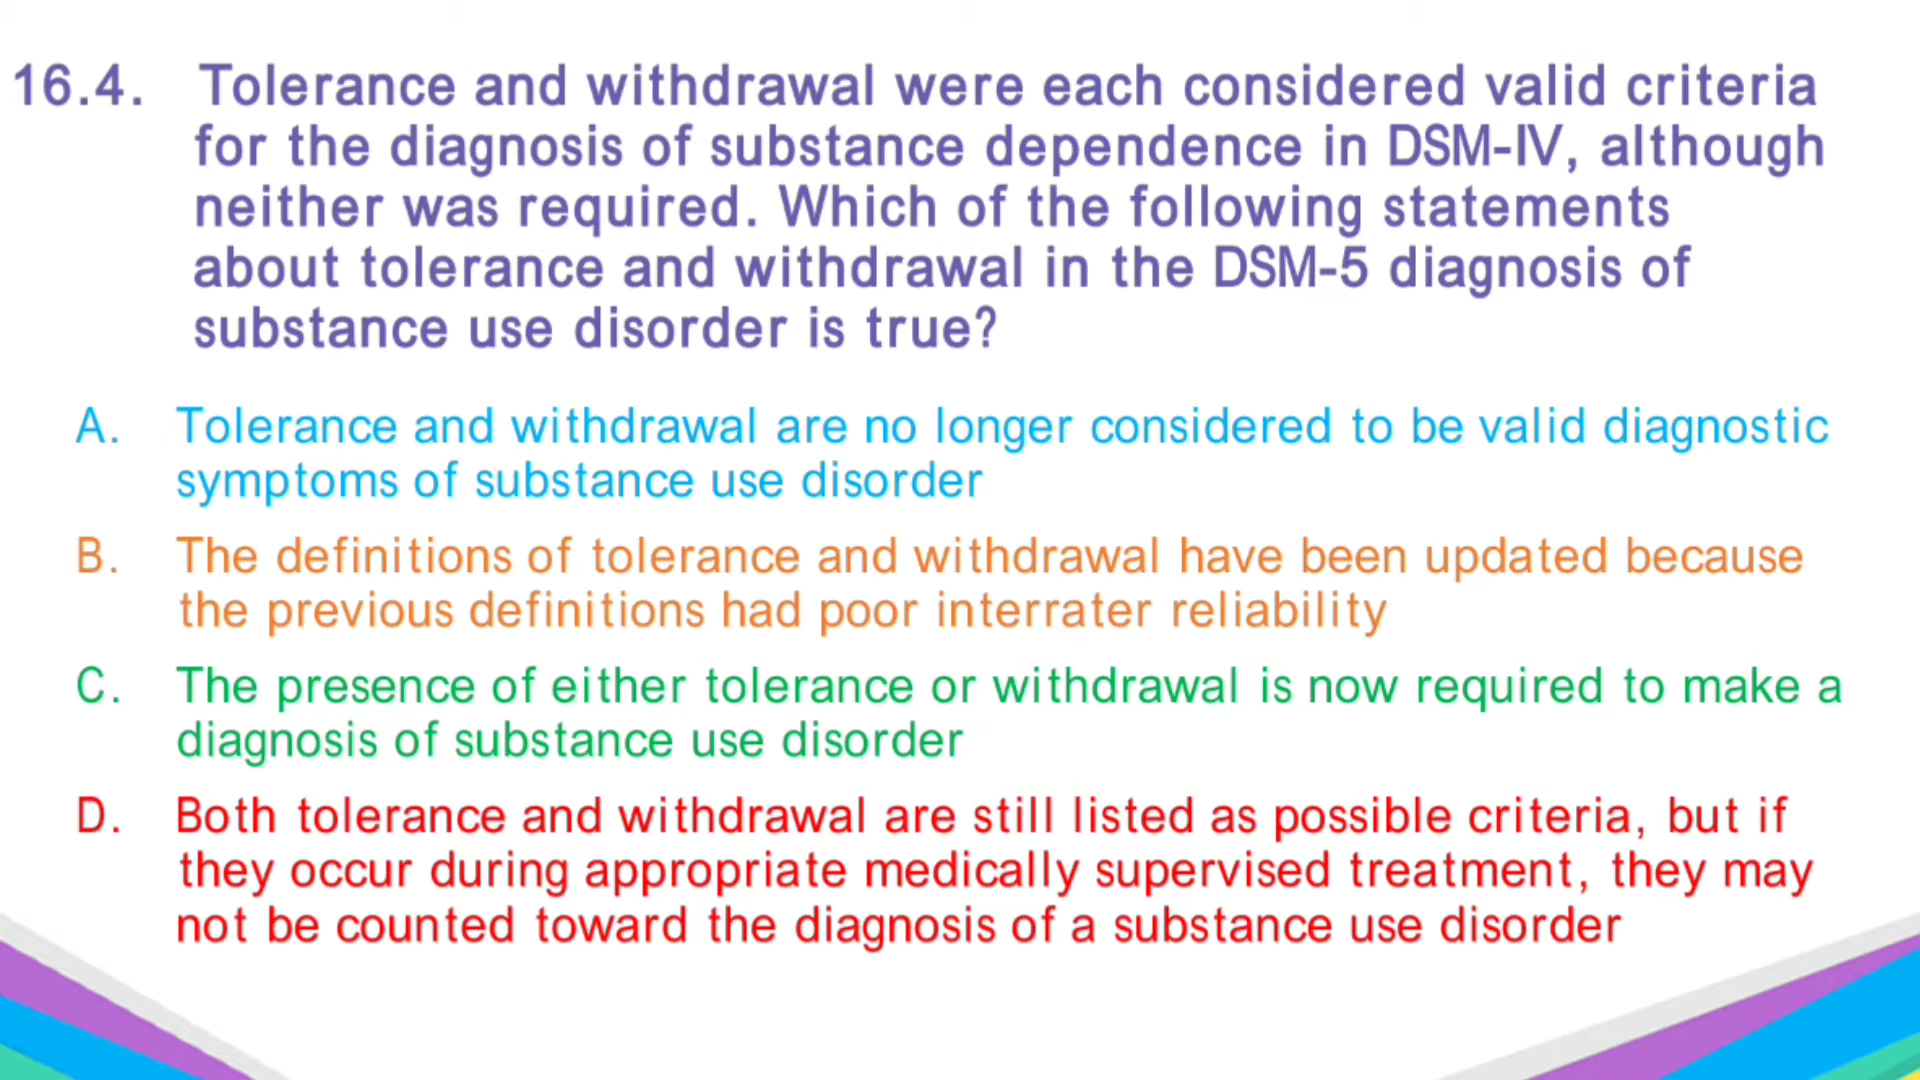 16.4. Tolerance and withdrawal were each considered valid criteria
for the diagnosis of substance dependence in DSM-IV, although
neither was required. Which of the following statements
about tolerance and withdrawal in the DSM-5 diagnosis of
substance use disorder is true?
A. Tolerance and withdrawal are no longer considered to be valid diagnostic
symptoms of substance use disorder
B. The definitions of tolerance and withdrawal have been updated because
the previous definitions had poor interrater reliability
C. The presence of either tolerance or withdrawal is now required to make a
diagnosis of substance use disorder
D. Both tolerance and withdrawal are still listed as possible criteria, but if
they occur during appropriate medically supervised treatment, they may
not be counted toward the diagnosis of a substance use disorder